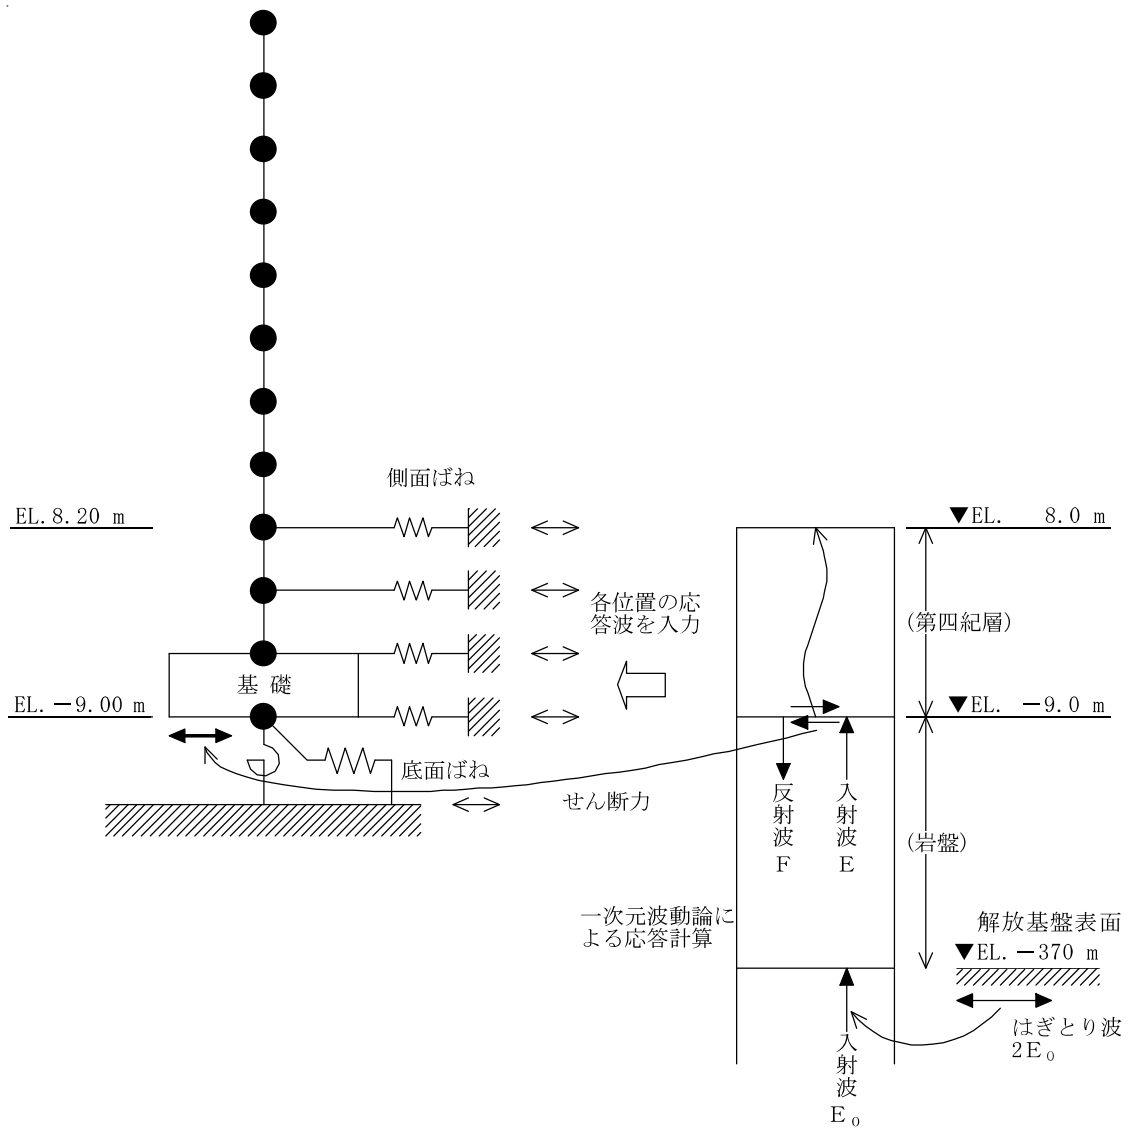 側面ばね
EL.8.20 m
▼EL. 8.0 m
各位置の応
答波を入力
(第四紀層)
基 礎
EL.－9.00 m
▼EL. －9.0 m
底面ばね
せん断力
反射波F
入射波E
(岩盤)
一次元波動論に
よる応答計算
解放基盤表面
▼EL.－370 m
はぎとり波
2E₀
入射波E₀